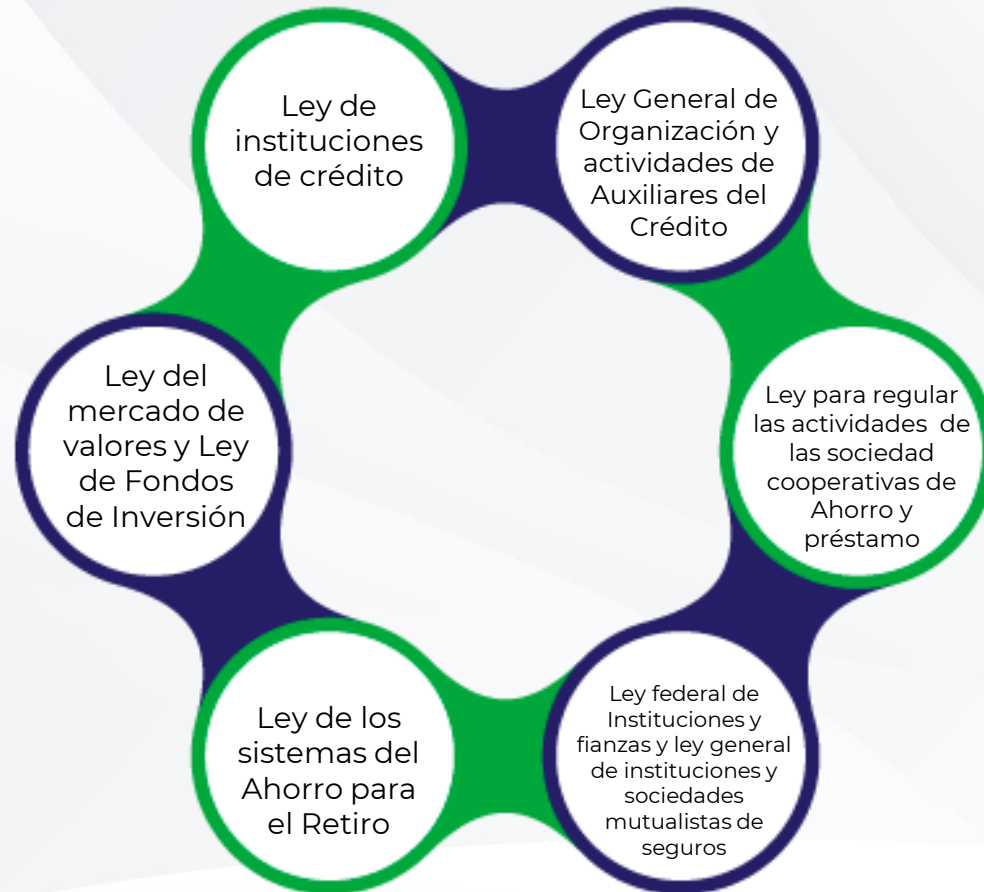 Ley de
instituciones
de crédito
Ley General de
Organización y
actividades de
Auxiliares del
Crédito
Ley del
mercado de
valores y Ley
de Fondos
de Inversión
Ley para regular
las actividades  de
las sociedad
cooperativas de
Ahorro y
préstamo
Ley de los
sistemas del
Ahorro para
el Retiro
Ley federal de
Instituciones y
fianzas y ley general
de instituciones y
sociedades
mutualistas de
seguros